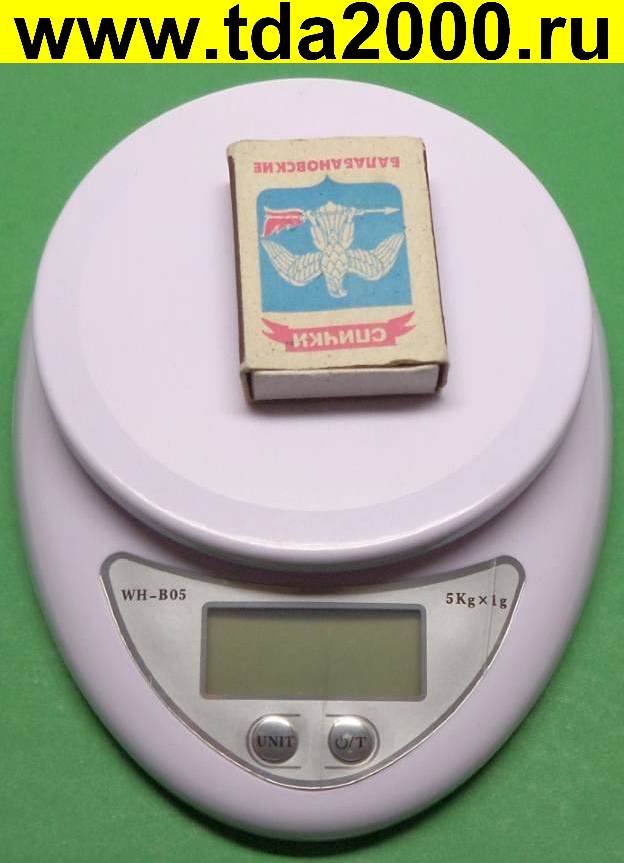 www.tda2000.ru
БАЛАБАНОВСКИЕ
СПИЧКИ
WH-B05
5Kg×1g
UNIT
⏻/T